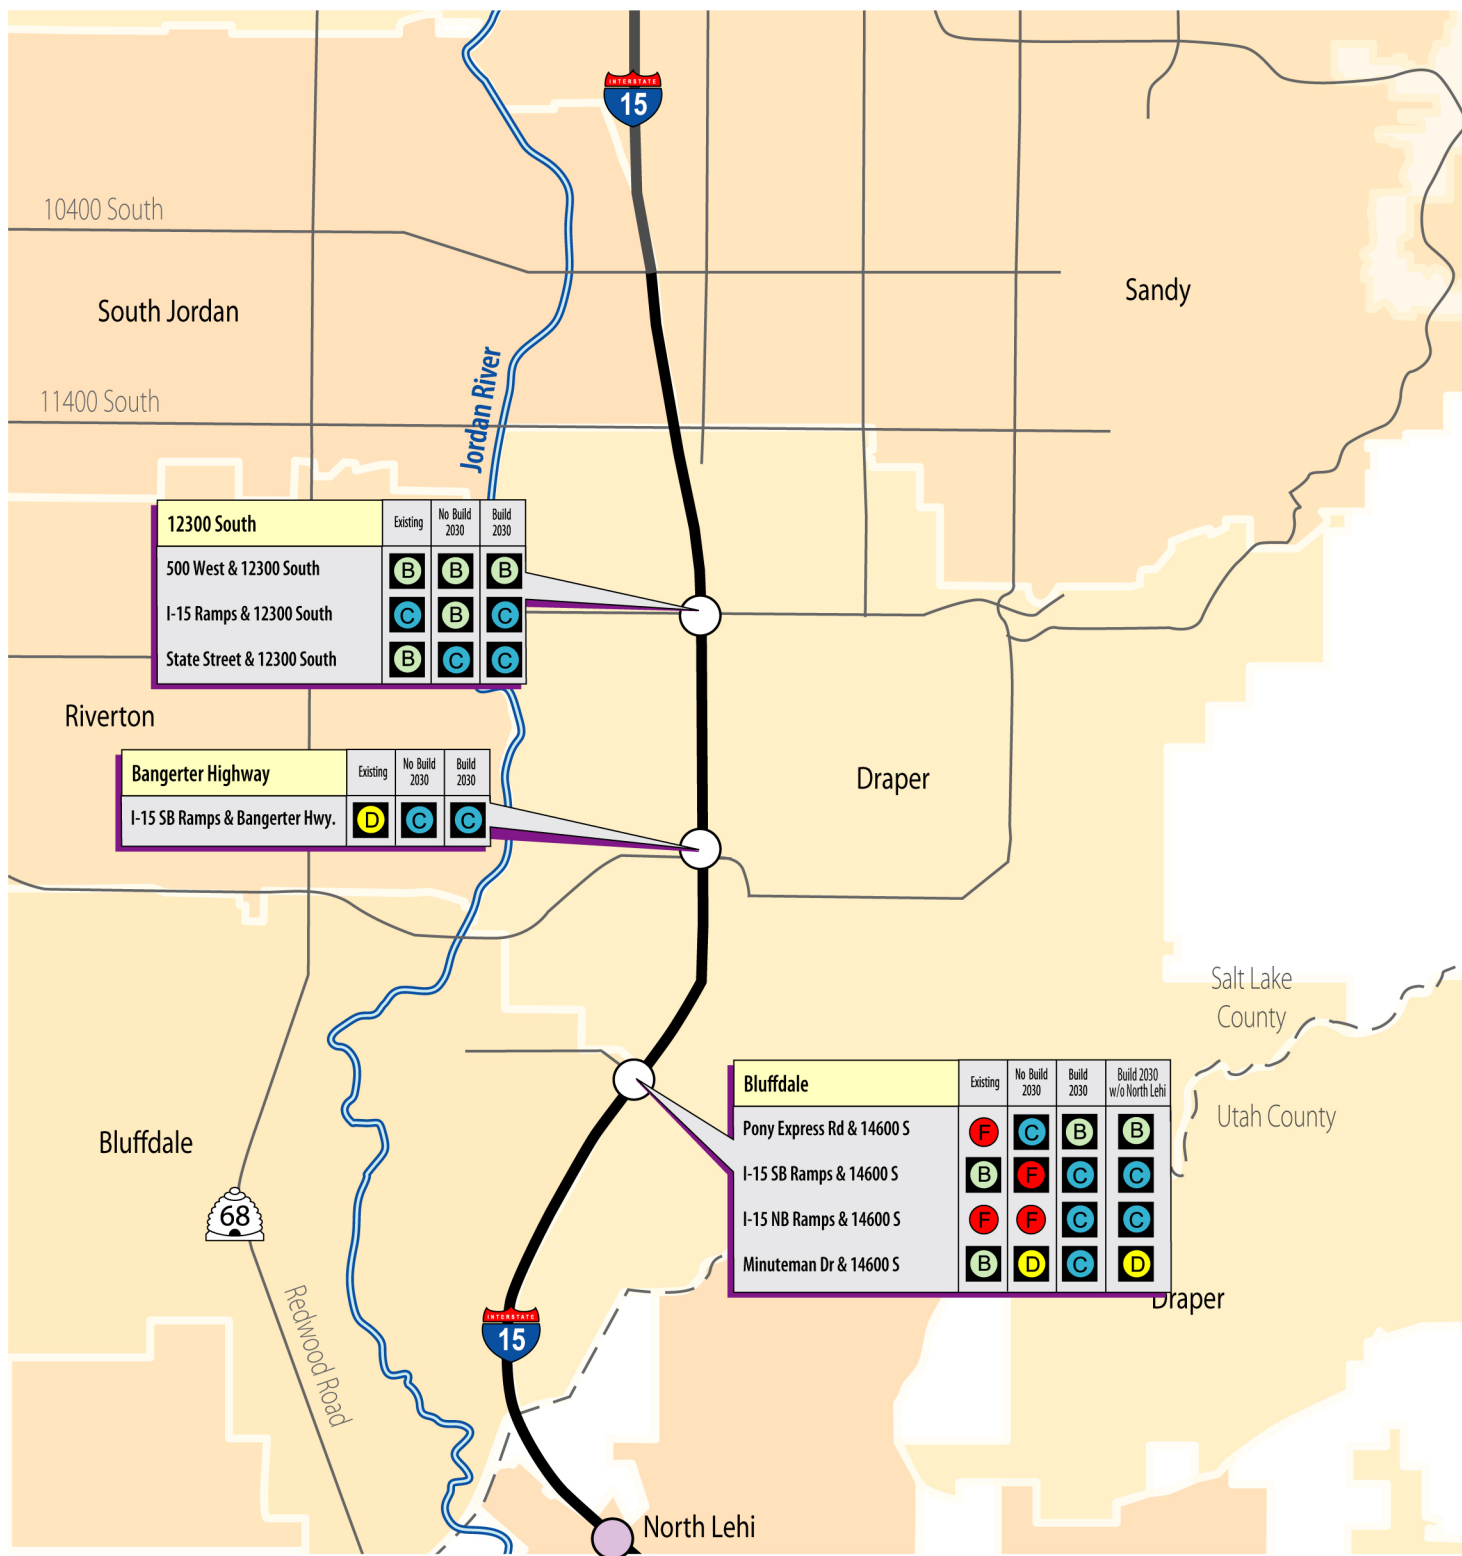 INTERSTATE
15
10400 South
South Jordan
Sandy
Jordan River
11400 South
12300 South Existing No Build 2030 Build 2030
500 West & 12300 South B B B
I-15 Ramps & 12300 South C B C
State Street & 12300 South B C C
Riverton
Bangerter Highway Existing No Build 2030 Build 2030
I-15 SB Ramps & Bangerter Hwy. D C C
Draper
Salt Lake
County
Utah County
Bluffdale Existing No Build 2030 Build 2030 Build 2030 w/o North Lehi
Pony Express Rd & 14600 S F C B B
I-15 SB Ramps & 14600 S B F C C
I-15 NB Ramps & 14600 S F F C C
Minuteman Dr & 14600 S B D C D
Bluffdale
68
Redwood Road
INTERSTATE
15
Draper
North Lehi